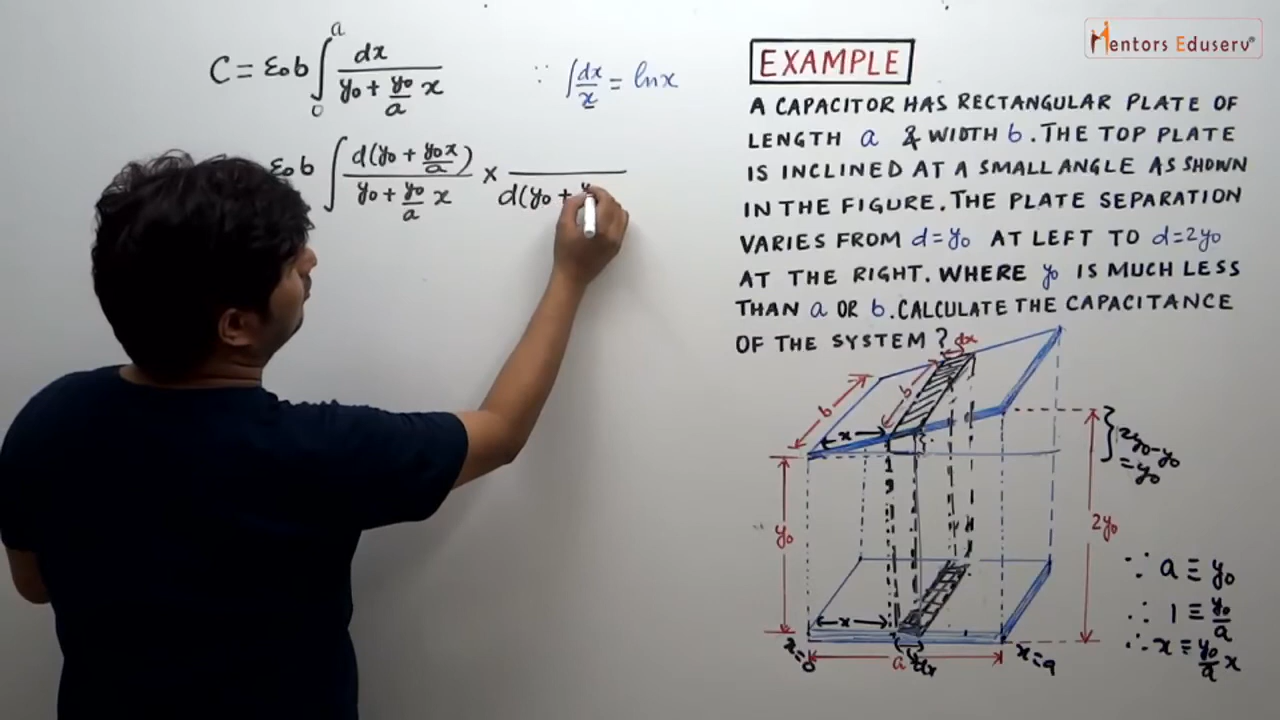 Mentors Eduserv®
C = ε₀b ∫₀ᵃ dx / (y₀ + y₀/a x)
∵ ∫ dx/x = ln x
ε₀b ∫ d(y₀ + y₀x/a) / (y₀ + y₀/a x) × / d(y₀ +
EXAMPLE
A CAPACITOR HAS RECTANGULAR PLATE OF
LENGTH a & WIDTH b. THE TOP PLATE
IS INCLINED AT A SMALL ANGLE AS SHOWN
IN THE FIGURE. THE PLATE SEPARATION
VARIES FROM d=y₀ AT LEFT TO d=2y₀
AT THE RIGHT. WHERE y₀ IS MUCH LESS
THAN a OR b. CALCULATE THE CAPACITANCE
OF THE SYSTEM ?
dx
b
b
x
2y₀-y₀
=y₀
y₀
2y₀
x
x=0
a
dx
x=a
∵ a ≡ y₀
∴ 1 ≡ y₀/a
∴ x ≡ y₀/a x